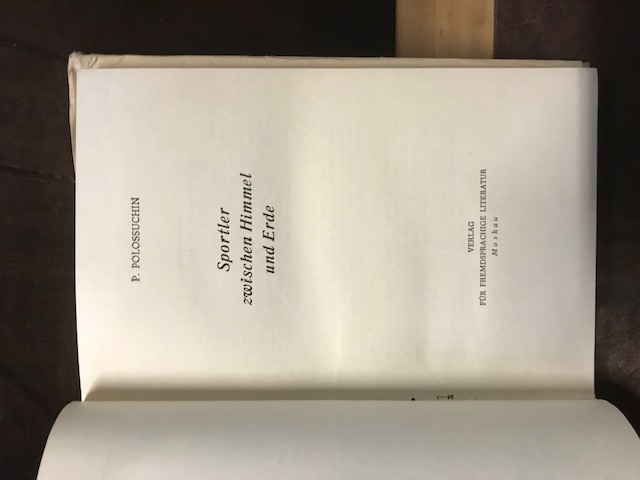 P. POLOSSUCHIN
Sportler
zwischen Himmel
und Erde
VERLAG
FÜR FREMDSPRACHIGE LITERATUR
Moskau